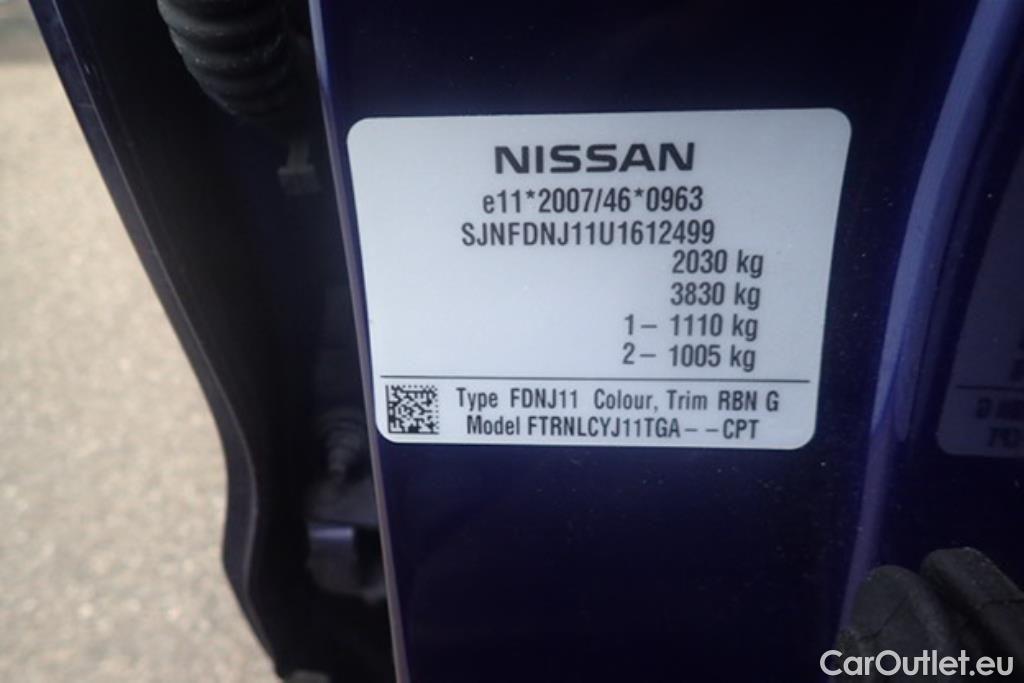 NISSAN
e11*2007/46*0963
SJNFDNJ11U1612499
2030 kg
3830 kg
1– 1110 kg
2– 1005 kg
Type FDNJ11 Colour, Trim RBN G
Model FTRNLCYJ11TGA– –CPT
CarOutlet.eu